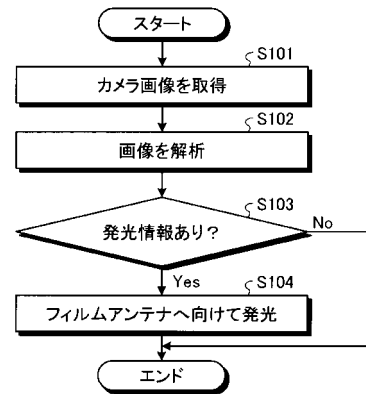 スタート
S101
カメラ画像を取得
S102
画像を解析
S103
発光情報あり？
No
Yes
S104
フィルムアンテナへ向けて発光
エンド